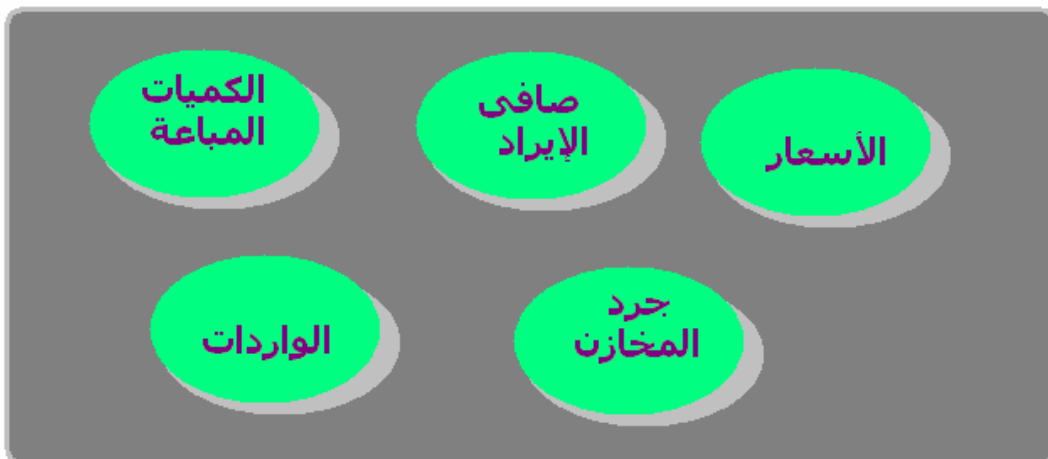 الأسعار
صافى
الإيراد
الكميات
المباعة
جرد
المخازن
الواردات